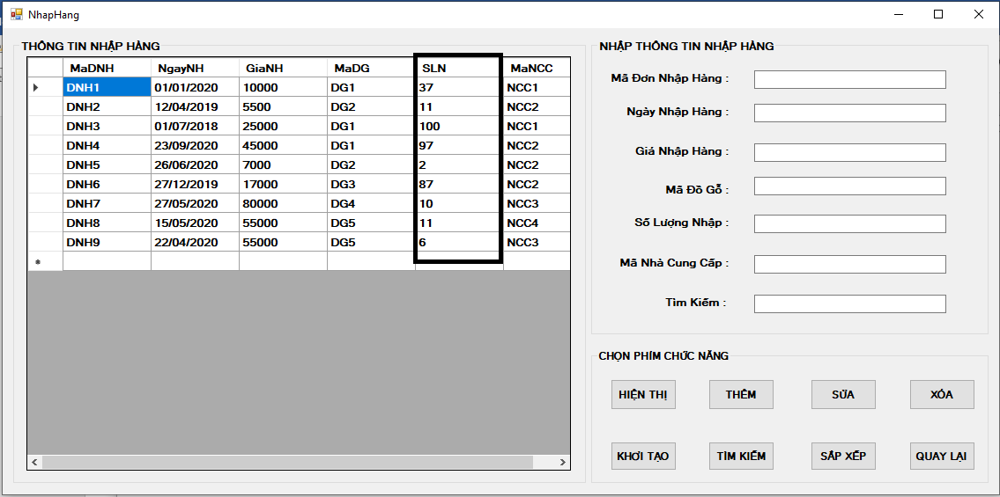 NhapHang
THÔNG TIN NHẬP HÀNG
MaDNH NgayNH GiaNH MaDG SLN MaNCC
DNH1 01/01/2020 10000 DG1 37 NCC1
DNH2 12/04/2019 5500 DG2 11 NCC2
DNH3 01/07/2018 25000 DG1 100 NCC1
DNH4 23/09/2020 45000 DG1 97 NCC2
DNH5 26/06/2020 7000 DG2 2 NCC2
DNH6 27/12/2019 17000 DG3 87 NCC2
DNH7 27/05/2020 80000 DG4 10 NCC3
DNH8 15/05/2020 55000 DG5 11 NCC4
DNH9 22/04/2020 55000 DG5 6 NCC3
NHẬP THÔNG TIN NHẬP HÀNG
Mã Đơn Nhập Hàng :
Ngày Nhập Hàng :
Giá Nhập Hàng :
Mã Đồ Gỗ :
Số Lượng Nhập :
Mã Nhà Cung Cấp :
Tìm Kiếm :
CHỌN PHÍM CHỨC NĂNG
HIỆN THỊ THÊM SỬA XÓA
KHƠI TẠO TÌM KIẾM SẮP XẾP QUAY LẠI